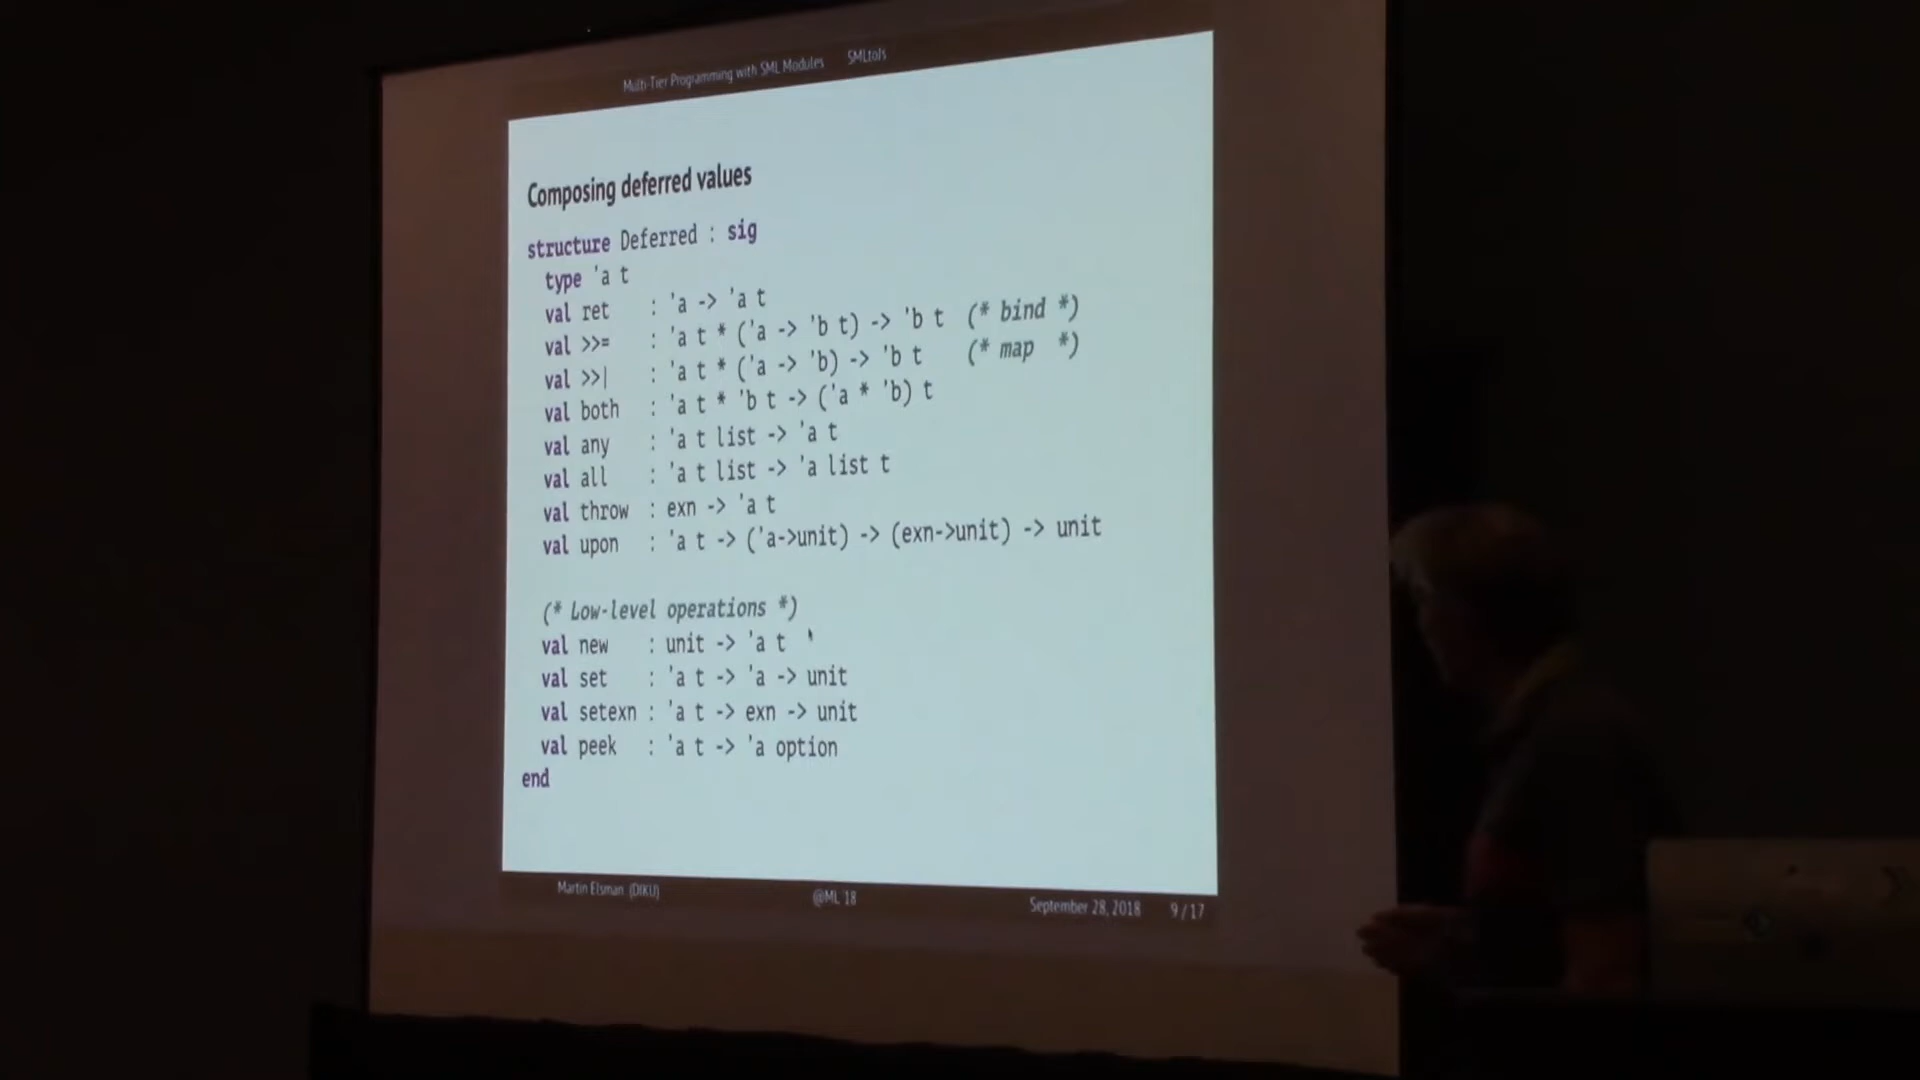 Multi-Tier Programming with SML Modules SMLtoJs
Composing deferred values
structure Deferred : sig
type 'a t
val ret : 'a -> 'a t
val >>= : 'a t * ('a -> 'b t) -> 'b t (* bind *)
val >>| : 'a t * ('a -> 'b) -> 'b t (* map *)
val both : 'a t * 'b t -> ('a * 'b) t
val any : 'a t list -> 'a t
val all : 'a t list -> 'a list t
val throw : exn -> 'a t
val upon : 'a t -> ('a->unit) -> (exn->unit) -> unit
(* Low-level operations *)
val new : unit -> 'a t
val set : 'a t -> 'a -> unit
val setexn : 'a t -> exn -> unit
val peek : 'a t -> 'a option
end
Martin Elsman (DIKU) @ML 18 September 28, 2018 9 / 17